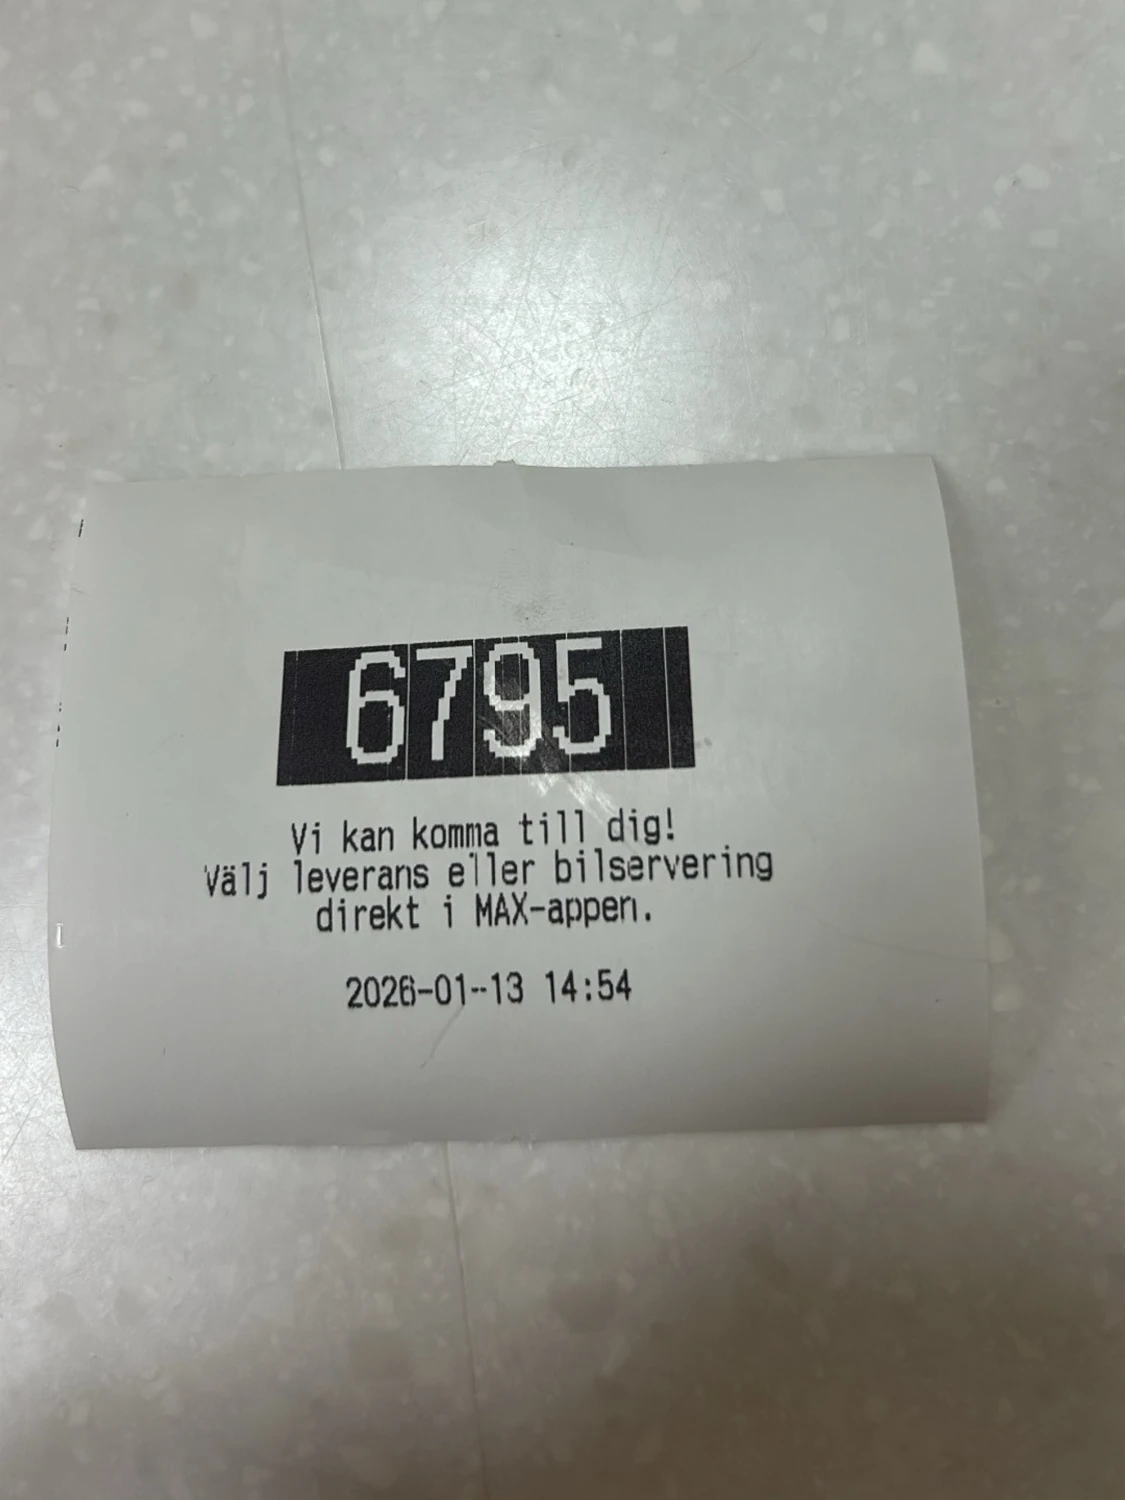 6795
Vi kan komma till dig!
Välj leverans eller bilservering
direkt i MAX-appen.
2026-01-13 14:54